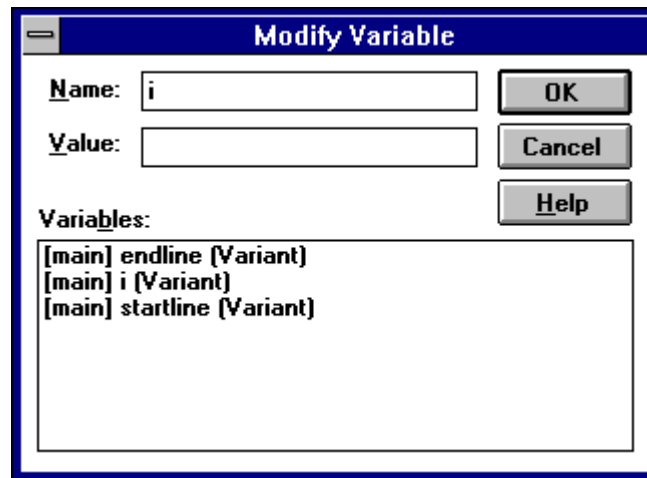 Modify Variable
Name: i
OK
Value:
Cancel
Help
Variables:
[main] endline (Variant)
[main] i (Variant)
[main] startline (Variant)